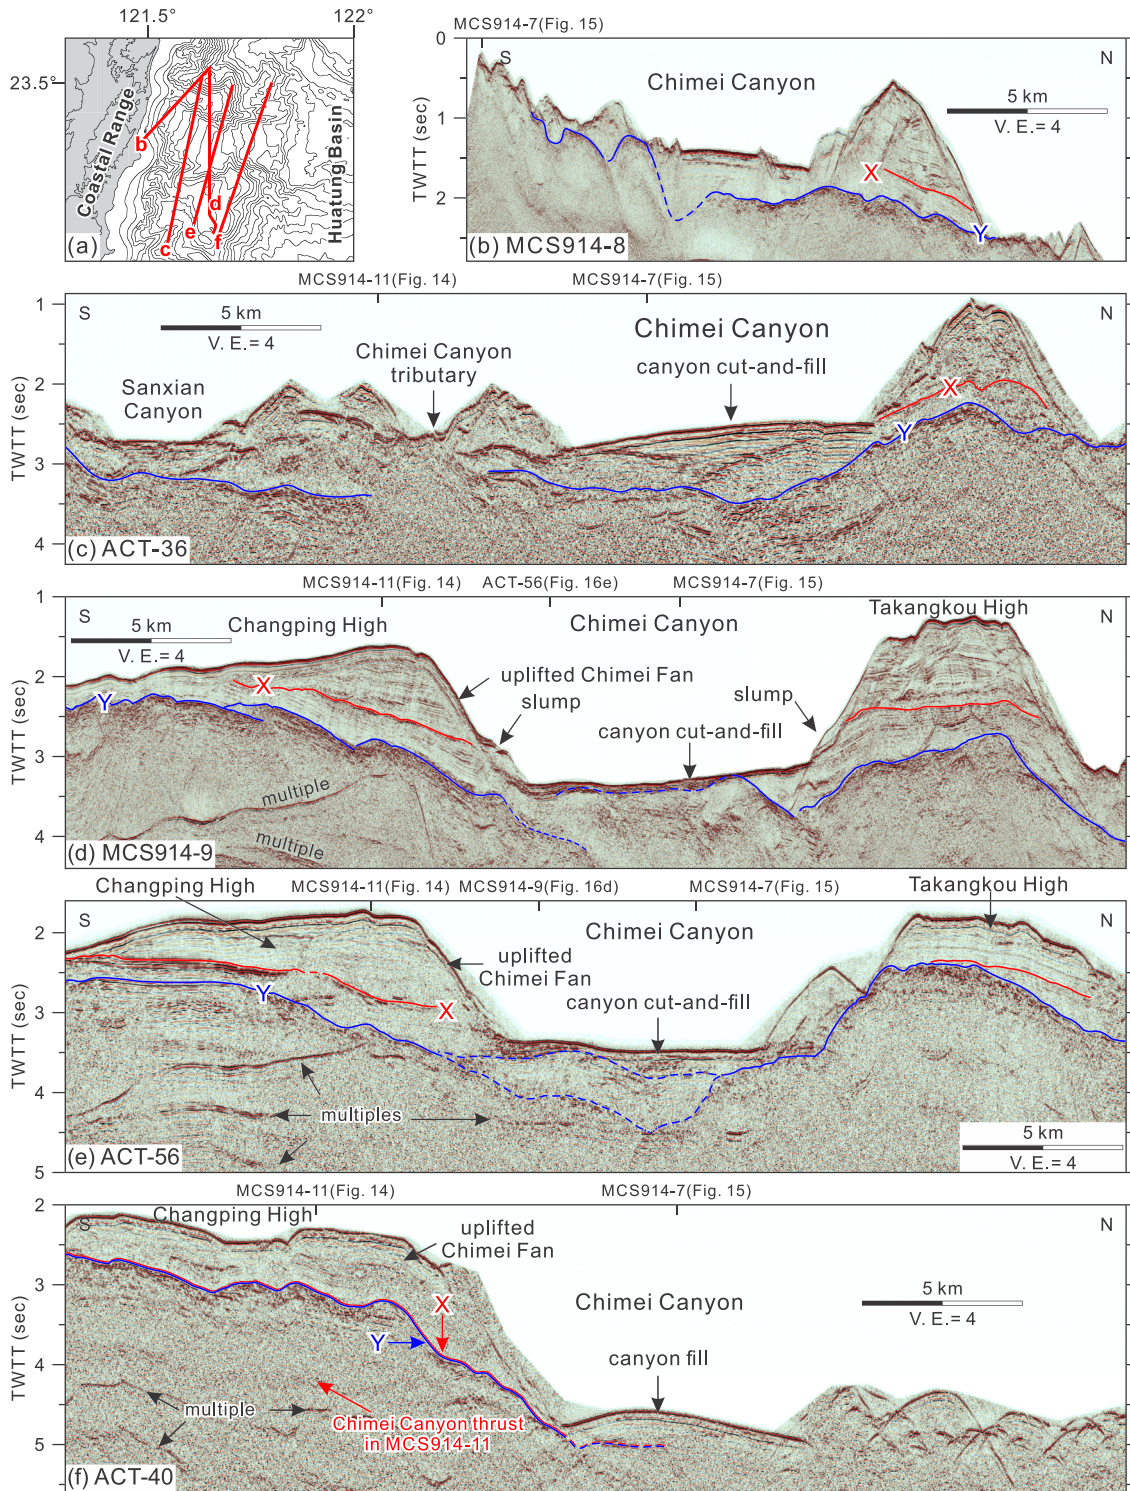 121.5° 122°
23.5°
Coastal Range
Huatung Basin
b
c
e
d
f
(a)
MCS914-7(Fig. 15)
0
1
2
TWTT (sec)
S
N
Chimei Canyon
5 km
V. E.= 4
X
Y
(b) MCS914-8
MCS914-11(Fig. 14) MCS914-7(Fig. 15)
1
2
3
4
TWTT (sec)
S
N
5 km
V. E.= 4
Sanxian
Canyon
Chimei Canyon
tributary
Chimei Canyon
canyon cut-and-fill
X
Y
(c) ACT-36
MCS914-11(Fig. 14) ACT-56(Fig. 16e) MCS914-7(Fig. 15)
1
2
3
4
TWTT (sec)
S
N
5 km
V. E.= 4
Changping High
Chimei Canyon
Takangkou High
uplifted Chimei Fan
slump
slump
canyon cut-and-fill
X
Y
multiple
multiple
(d) MCS914-9
Changping High
MCS914-11(Fig. 14) MCS914-9(Fig. 16d) MCS914-7(Fig. 15)
Takangkou High
2
3
4
5
TWTT (sec)
S
N
Chimei Canyon
uplifted
Chimei Fan
canyon cut-and-fill
Y
X
multiples
5 km
V. E.= 4
(e) ACT-56
MCS914-11(Fig. 14) MCS914-7(Fig. 15)
2
3
4
5
TWTT (sec)
S
N
Changping High
uplifted
Chimei Fan
Chimei Canyon
5 km
V. E.= 4
X
Y
canyon fill
multiple
Chimei Canyon thrust
in MCS914-11
(f) ACT-40